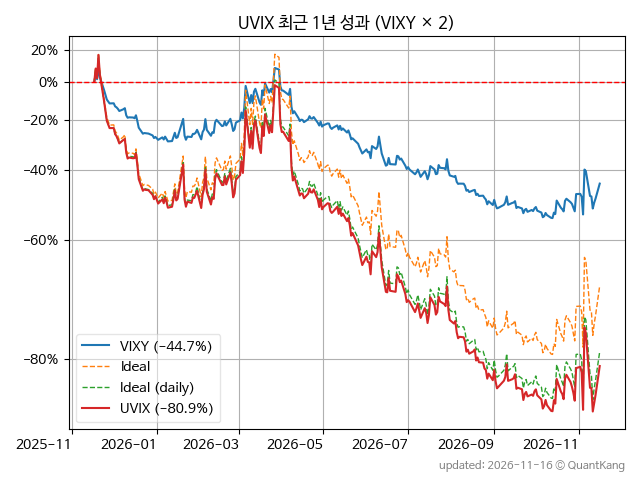 UVIX 최근 1년 성과 (VIXY × 2)
20%
0%
−20%
−40%
−60%
−80%
VIXY (−44.7%)
Ideal
Ideal (daily)
UVIX (−80.9%)
2025−11
2026−01
2026−03
2026−05
2026−07
2026−09
2026−11
updated: 2026−11−16 © QuantKang